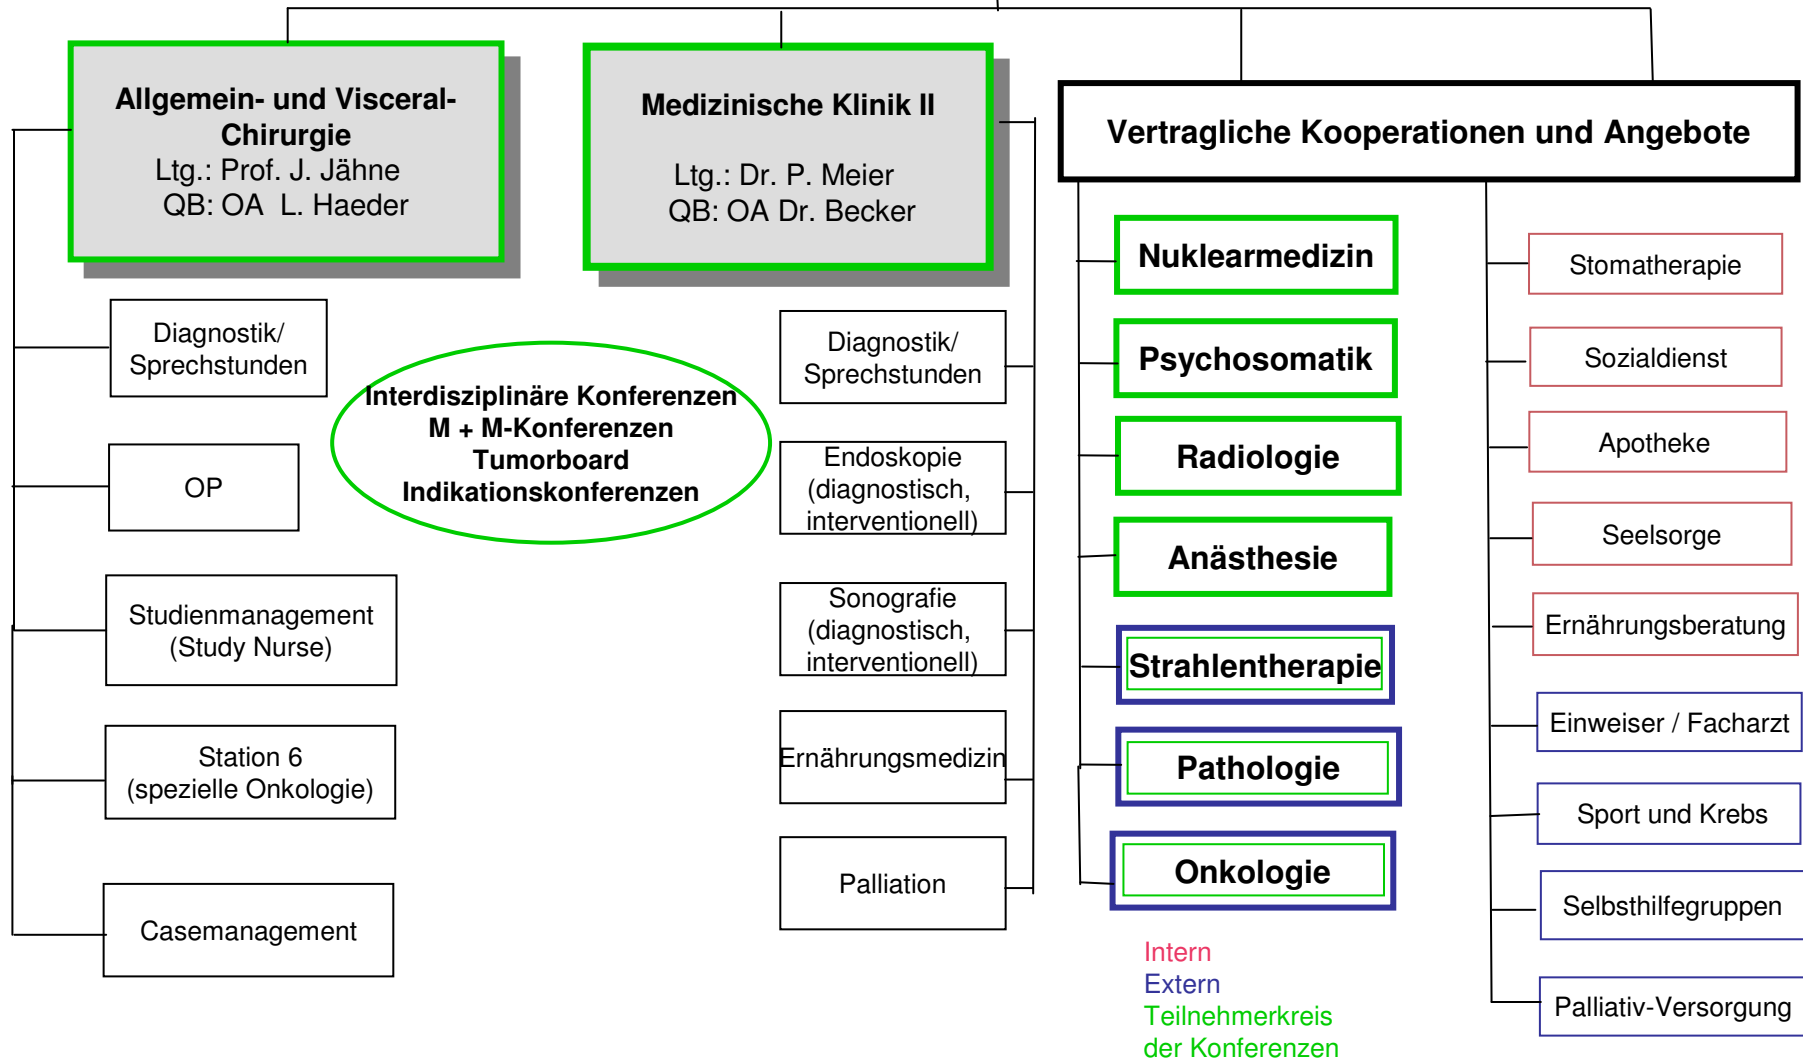 Allgemein- und Visceral-
Chirurgie
Ltg.: Prof. J. Jähne
QB: OA L. Haeder
Diagnostik/
Sprechstunden
OP
Studienmanagement
(Study Nurse)
Station 6
(spezielle Onkologie)
Casemanagement
Interdisziplinäre Konferenzen
M + M-Konferenzen
Tumorboard
Indikationskonferenzen
Medizinische Klinik II
Ltg.: Dr. P. Meier
QB: OA Dr. Becker
Diagnostik/
Sprechstunden
Endoskopie
(diagnostisch,
interventionell)
Sonografie
(diagnostisch,
interventionell)
Ernährungsmedizin
Palliation
Vertragliche Kooperationen und Angebote
Nuklearmedizin
Psychosomatik
Radiologie
Anästhesie
Strahlentherapie
Pathologie
Onkologie
Stomatherapie
Sozialdienst
Apotheke
Seelsorge
Ernährungsberatung
Einweiser / Facharzt
Sport und Krebs
Selbsthilfegruppen
Palliativ-Versorgung
Intern
Extern
Teilnehmerkreis
der Konferenzen